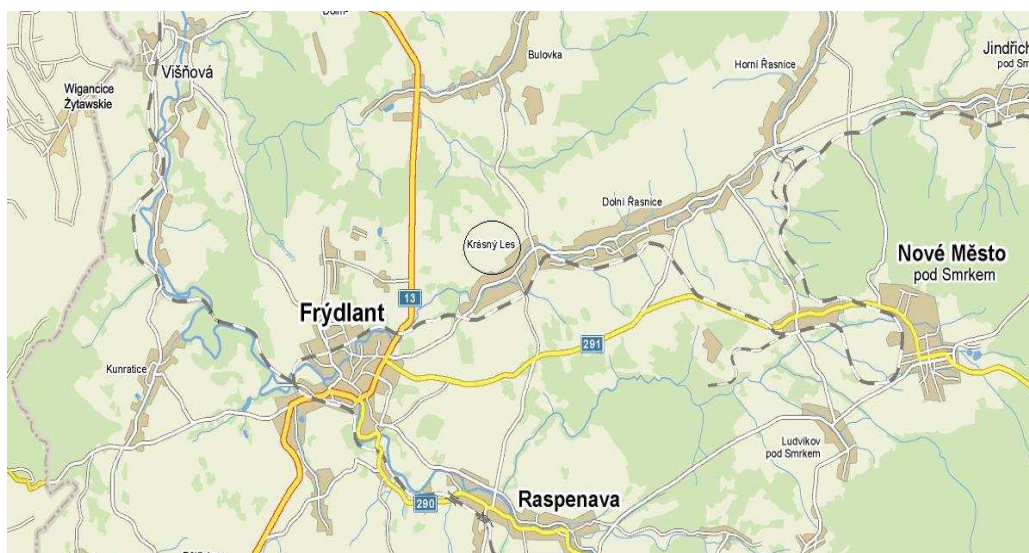 Višňová
Wigancice
Żytawskie
Bulovka
Horní Řasnice
Jindřich
pod Sm
Dolní Řasnice
Krásný Les
Nové Město
pod Smrkem
13
Frýdlant
291
Kunratice
Ludvíkov
pod Smrkem
290
Raspenava